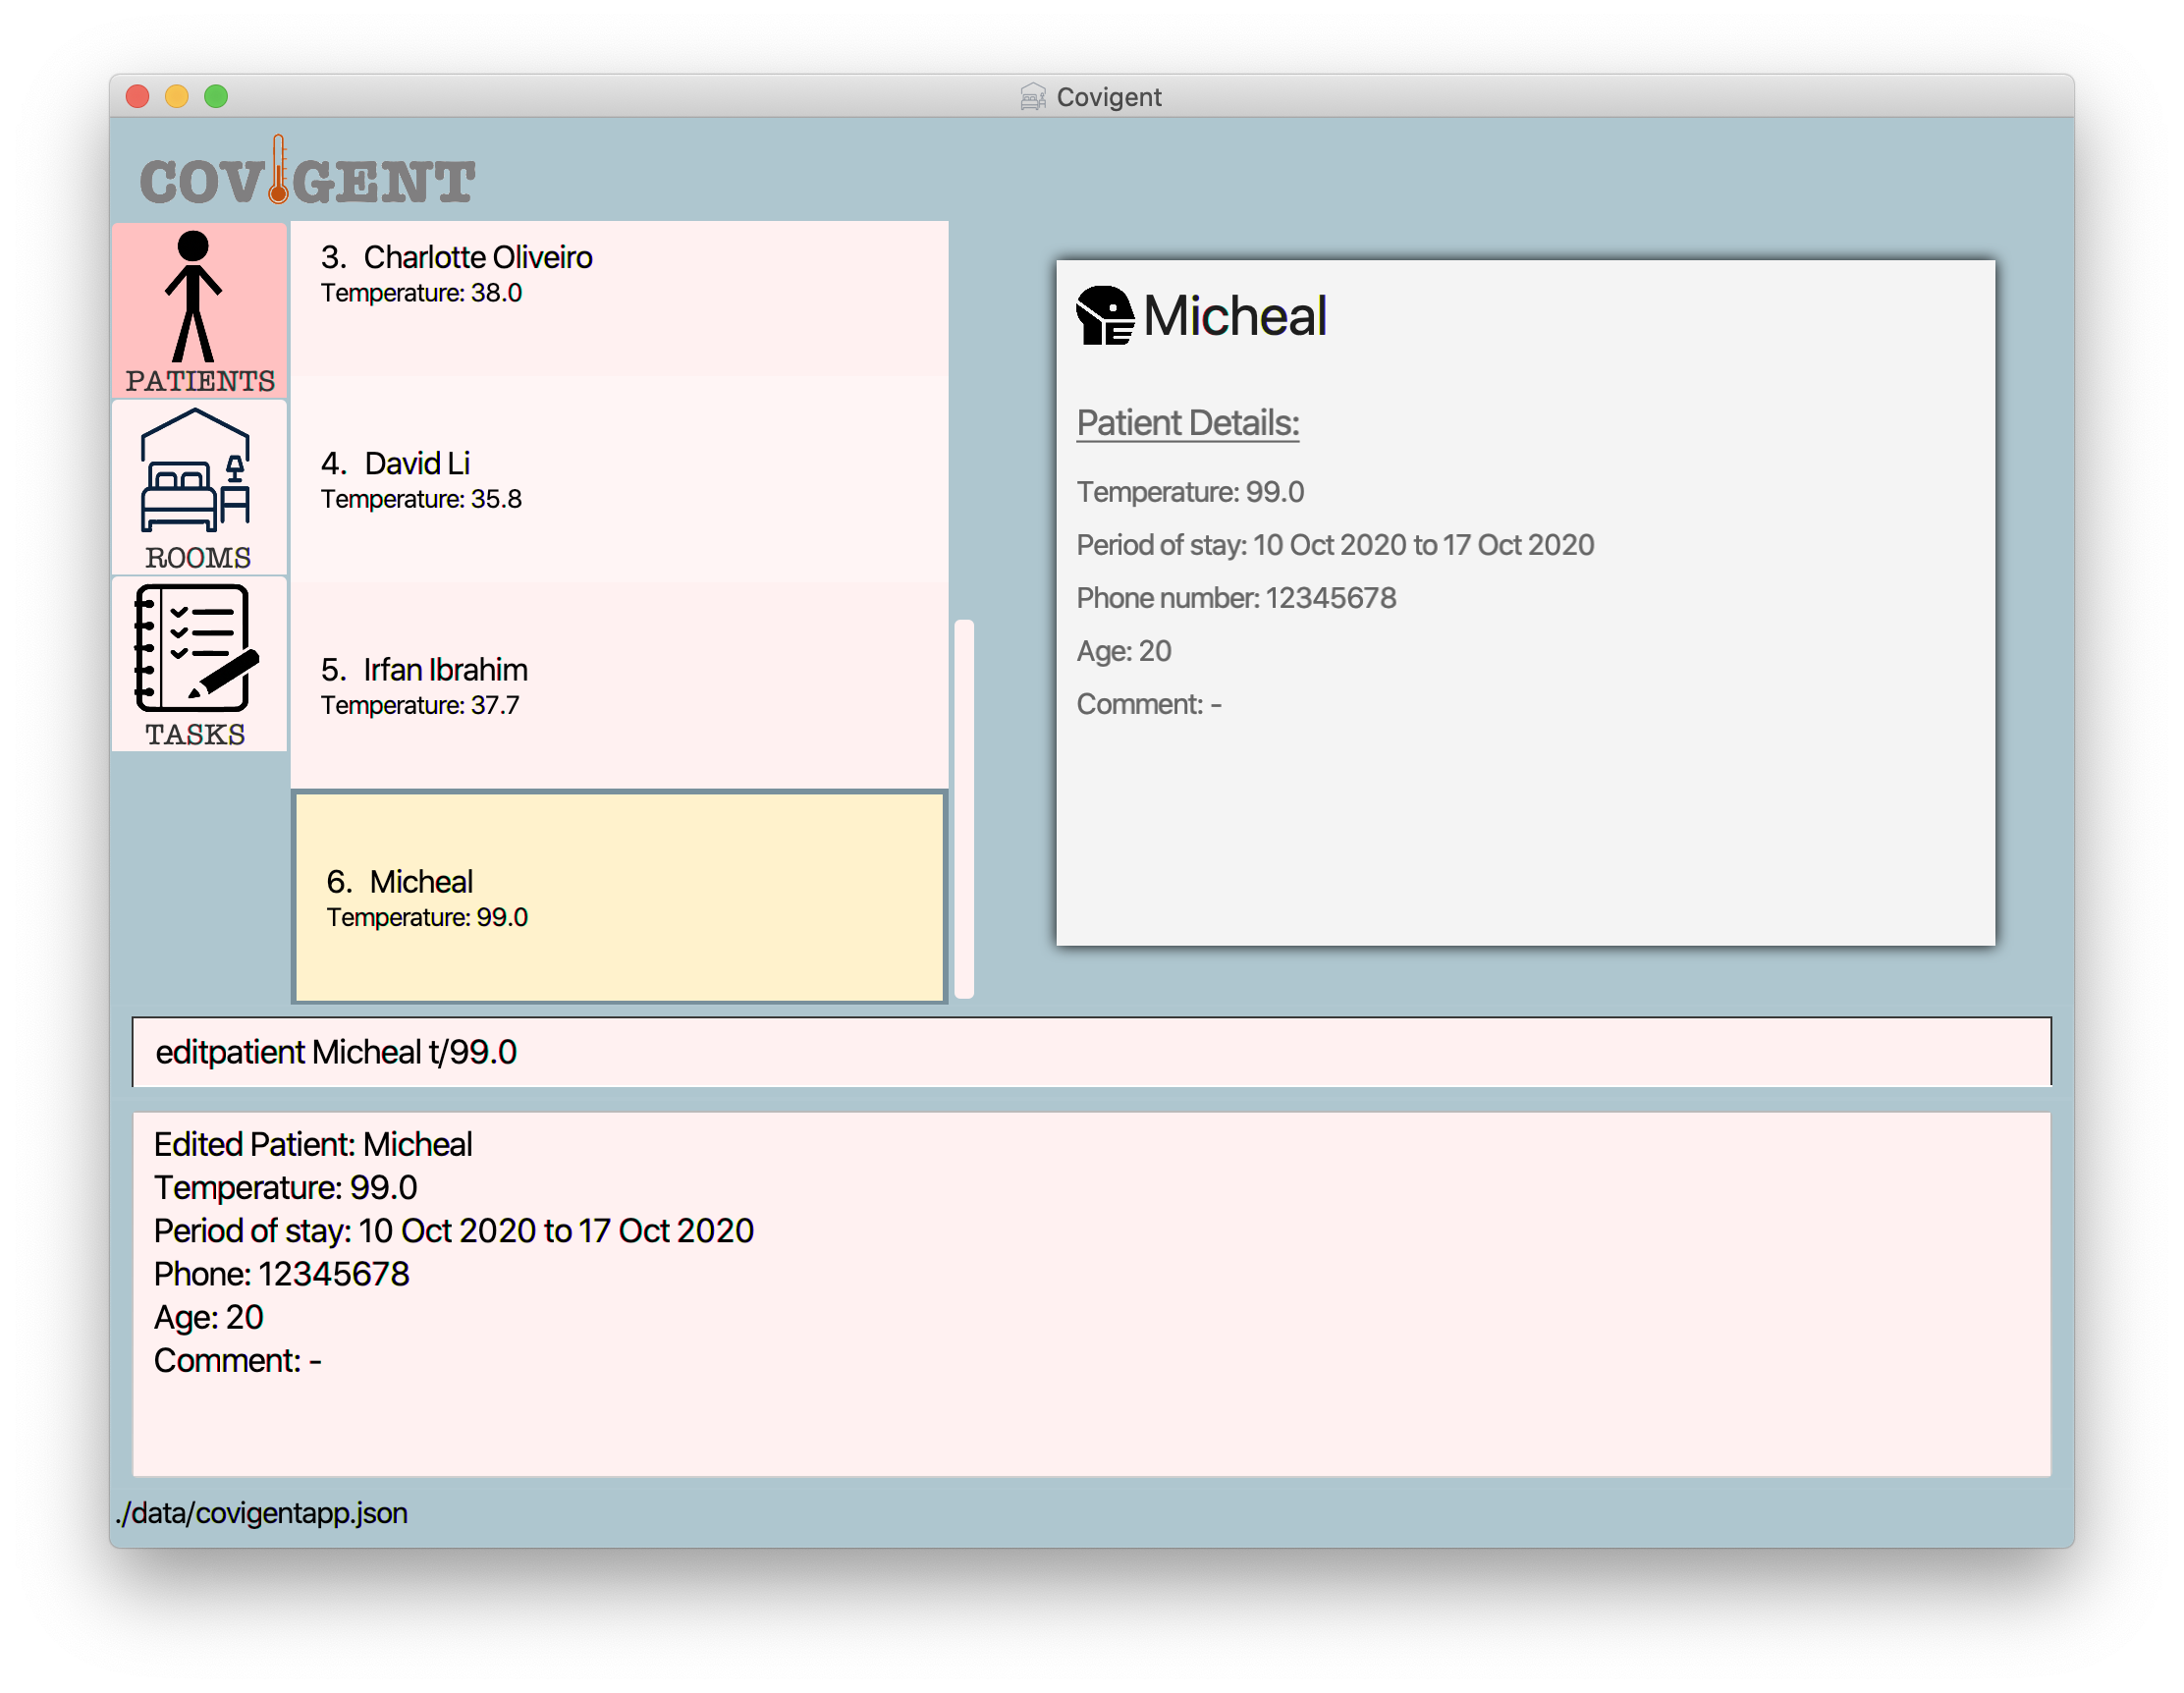 Covigent
COVIGENT
PATIENTS
ROOMS
TASKS
3. Charlotte Oliveiro
Temperature: 38.0
4. David Li
Temperature: 35.8
5. Irfan Ibrahim
Temperature: 37.7
6. Micheal
Temperature: 99.0
Micheal
Patient Details:
Temperature: 99.0
Period of stay: 10 Oct 2020 to 17 Oct 2020
Phone number: 12345678
Age: 20
Comment: -
editpatient Micheal t/99.0
Edited Patient: Micheal
Temperature: 99.0
Period of stay: 10 Oct 2020 to 17 Oct 2020
Phone: 12345678
Age: 20
Comment: -
./data/covigentapp.json